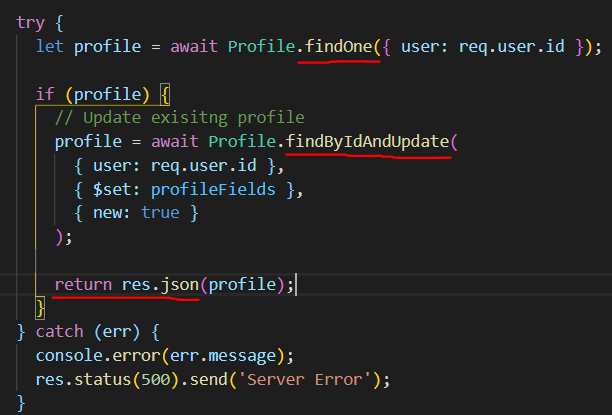 try {
let profile = await Profile.findOne({ user: req.user.id });
if (profile) {
// Update exisitng profile
profile = await Profile.findByIdAndUpdate(
{ user: req.user.id },
{ $set: profileFields },
{ new: true }
);
return res.json(profile);
}
} catch (err) {
console.error(err.message);
res.status(500).send('Server Error');
}